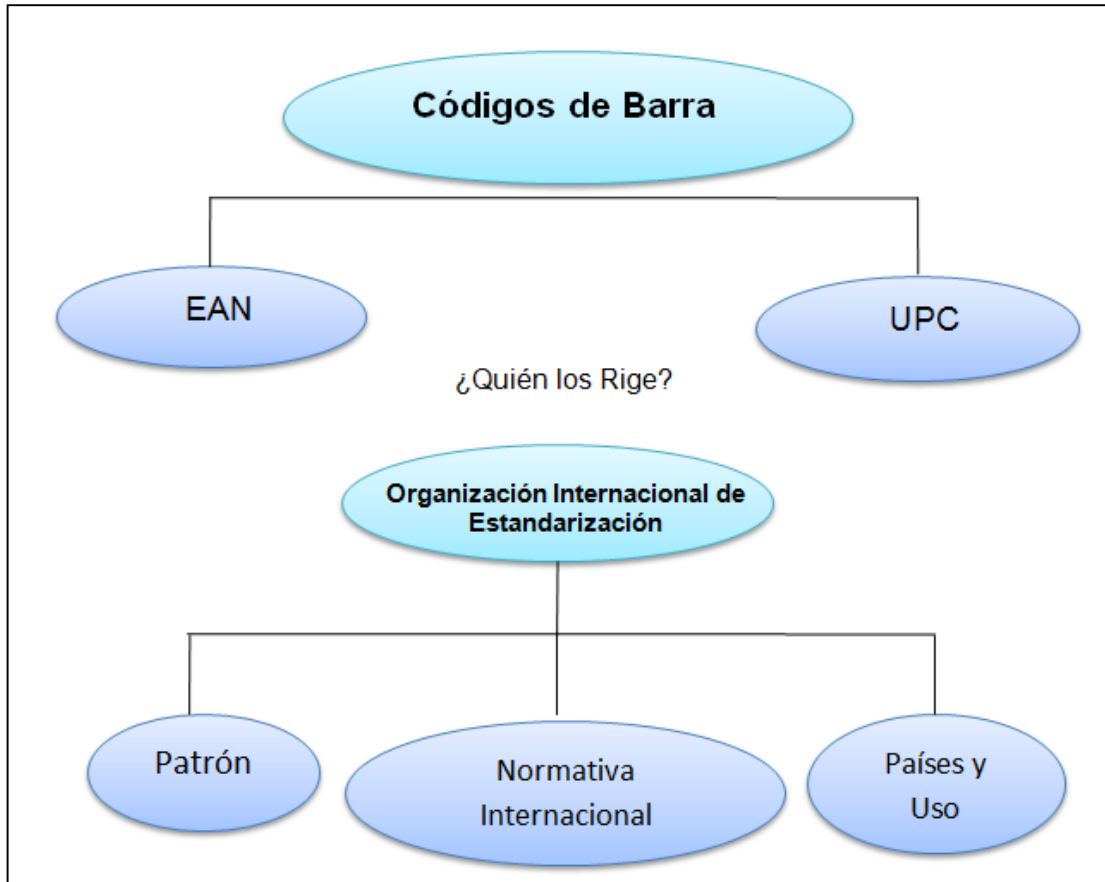 Códigos de Barra
EAN
UPC
¿Quién los Rige?
Organización Internacional de
Estandarización
Patrón
Normativa
Internacional
Países y
Uso